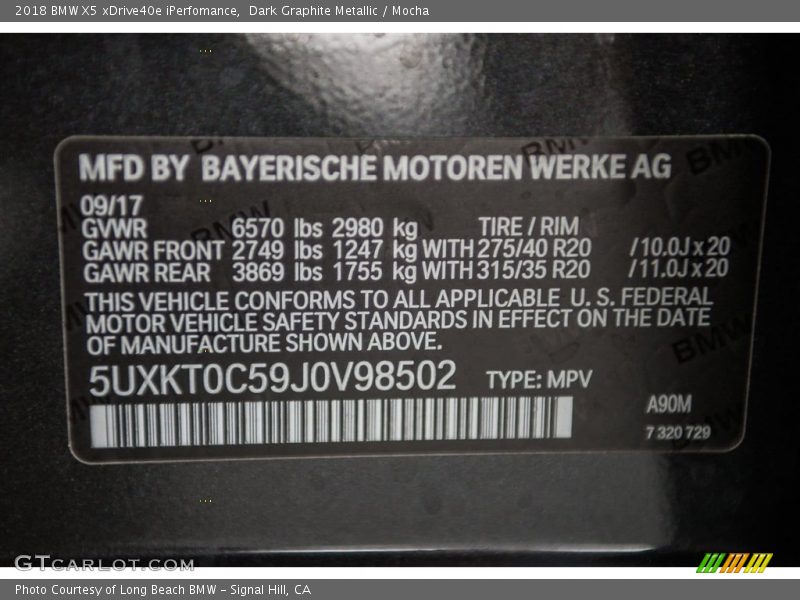 2018 BMW X5 xDrive40e iPerfomance, Dark Graphite Metallic / Mocha
MFD BY BAYERISCHE MOTOREN WERKE AG
09/17
GVWR 6570 lbs 2980 kg TIRE / RIM
GAWR FRONT 2749 lbs 1247 kg WITH 275/40 R20 /10.0J x 20
GAWR REAR 3869 lbs 1755 kg WITH 315/35 R20 /11.0J x 20
THIS VEHICLE CONFORMS TO ALL APPLICABLE U. S. FEDERAL
MOTOR VEHICLE SAFETY STANDARDS IN EFFECT ON THE DATE
OF MANUFACTURE SHOWN ABOVE.
5UXKT0C59J0V98502 TYPE: MPV
A90M
7 320 729
GTCARLOT.COM
Photo Courtesy of Long Beach BMW - Signal Hill, CA